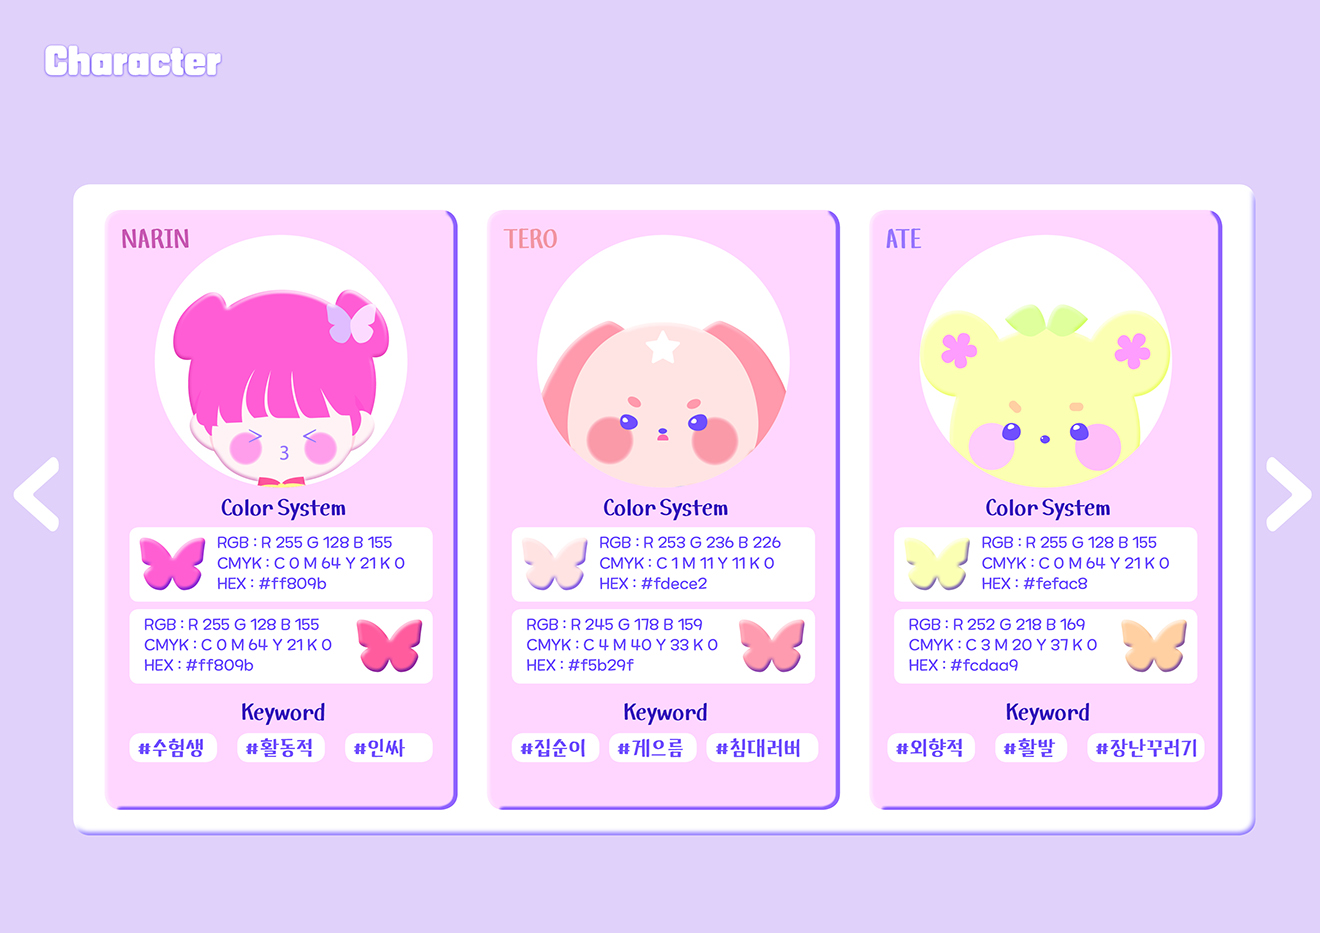 Character
NARIN
Color System
RGB : R 255 G 128 B 155
CMYK : C 0 M 64 Y 21 K 0
HEX : #ff809b
RGB : R 255 G 128 B 155
CMYK : C 0 M 64 Y 21 K 0
HEX : #ff809b
Keyword
#수험생 #활동적 #인싸
TERO
Color System
RGB : R 253 G 236 B 226
CMYK : C 1 M 11 Y 11 K 0
HEX : #fdece2
RGB : R 245 G 178 B 159
CMYK : C 4 M 40 Y 33 K 0
HEX : #f5b29f
Keyword
#집순이 #게으름 #침대러버
ATE
Color System
RGB : R 255 G 128 B 155
CMYK : C 0 M 64 Y 21 K 0
HEX : #fefac8
RGB : R 252 G 218 B 169
CMYK : C 3 M 20 Y 37 K 0
HEX : #fcdaa9
Keyword
#외향적 #활발 #장난꾸러기